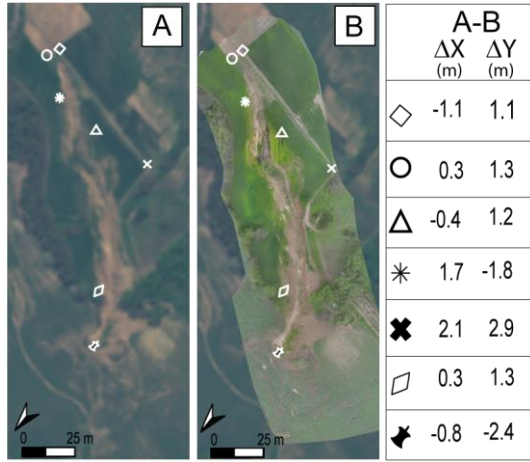 A
B
A-B
ΔX ΔY
(m) (m)
-1.1 1.1
0.3 1.3
-0.4 1.2
1.7 -1.8
2.1 2.9
0.3 1.3
-0.8 -2.4
0 25 m
0 25 m